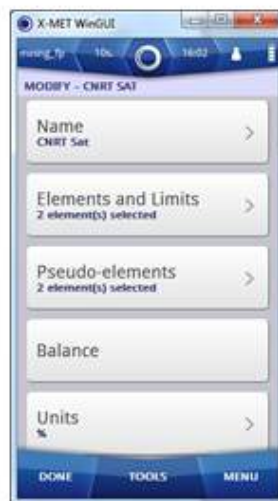 X-MET WinGUI
mining_fp 10s. 16:02
MODIFY - CNRT SAT
Name
CNRT Sat
Elements and Limits
2 element(s) selected
Pseudo-elements
2 element(s) selected
Balance
Units
%
DONE TOOLS MENU